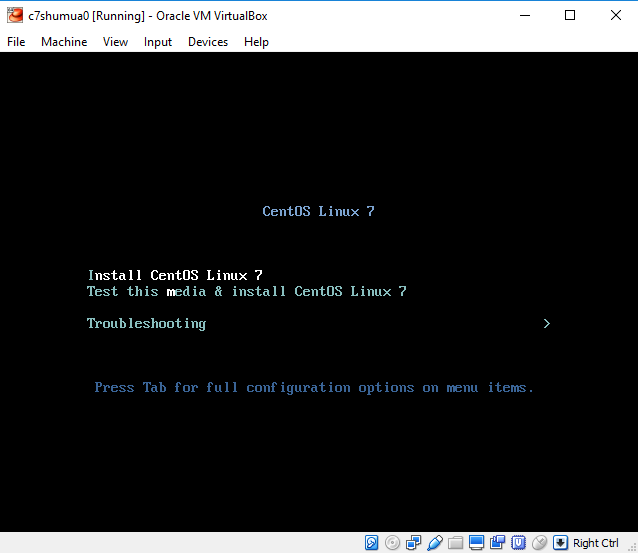 c7shumua0 [Running] - Oracle VM VirtualBox
File Machine View Input Devices Help
CentOS Linux 7
Install CentOS Linux 7
Test this media & install CentOS Linux 7
Troubleshooting >
Press Tab for full configuration options on menu items.
Right Ctrl